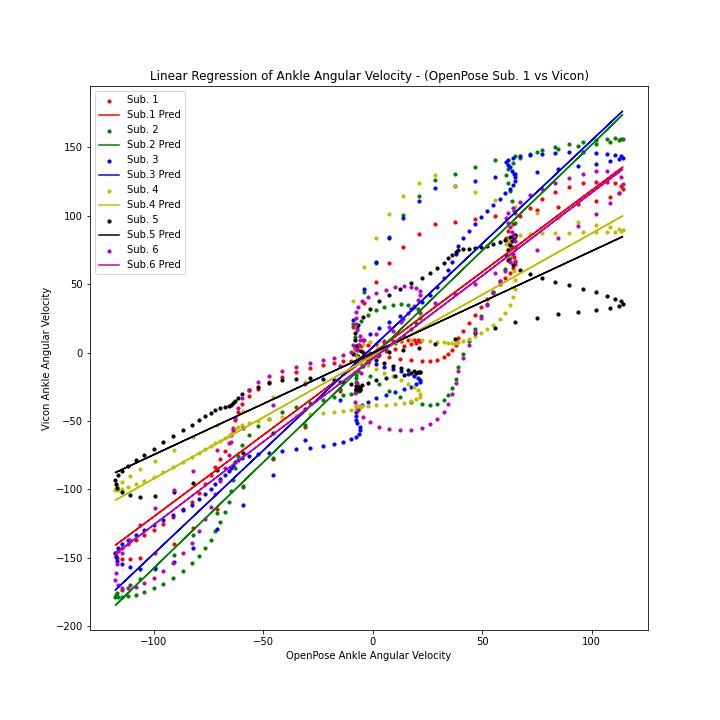 Linear Regression of Ankle Angular Velocity - (OpenPose Sub. 1 vs Vicon)
Sub. 1
Sub.1 Pred
Sub. 2
Sub.2 Pred
Sub. 3
Sub.3 Pred
Sub. 4
Sub.4 Pred
Sub. 5
Sub.5 Pred
Sub. 6
Sub.6 Pred
150
100
50
0
−50
−100
−150
−200
Vicon Ankle Angular Velocity
−100
−50
0
50
100
OpenPose Ankle Angular Velocity